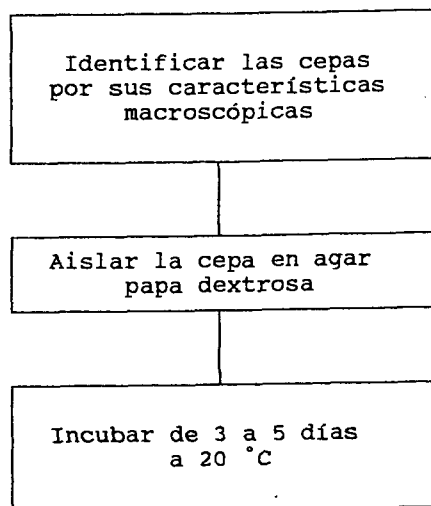 Identificar las cepas
por sus características
macroscópicas
Aislar la cepa en agar
papa dextrosa
Incubar de 3 a 5 días
a 20 °C